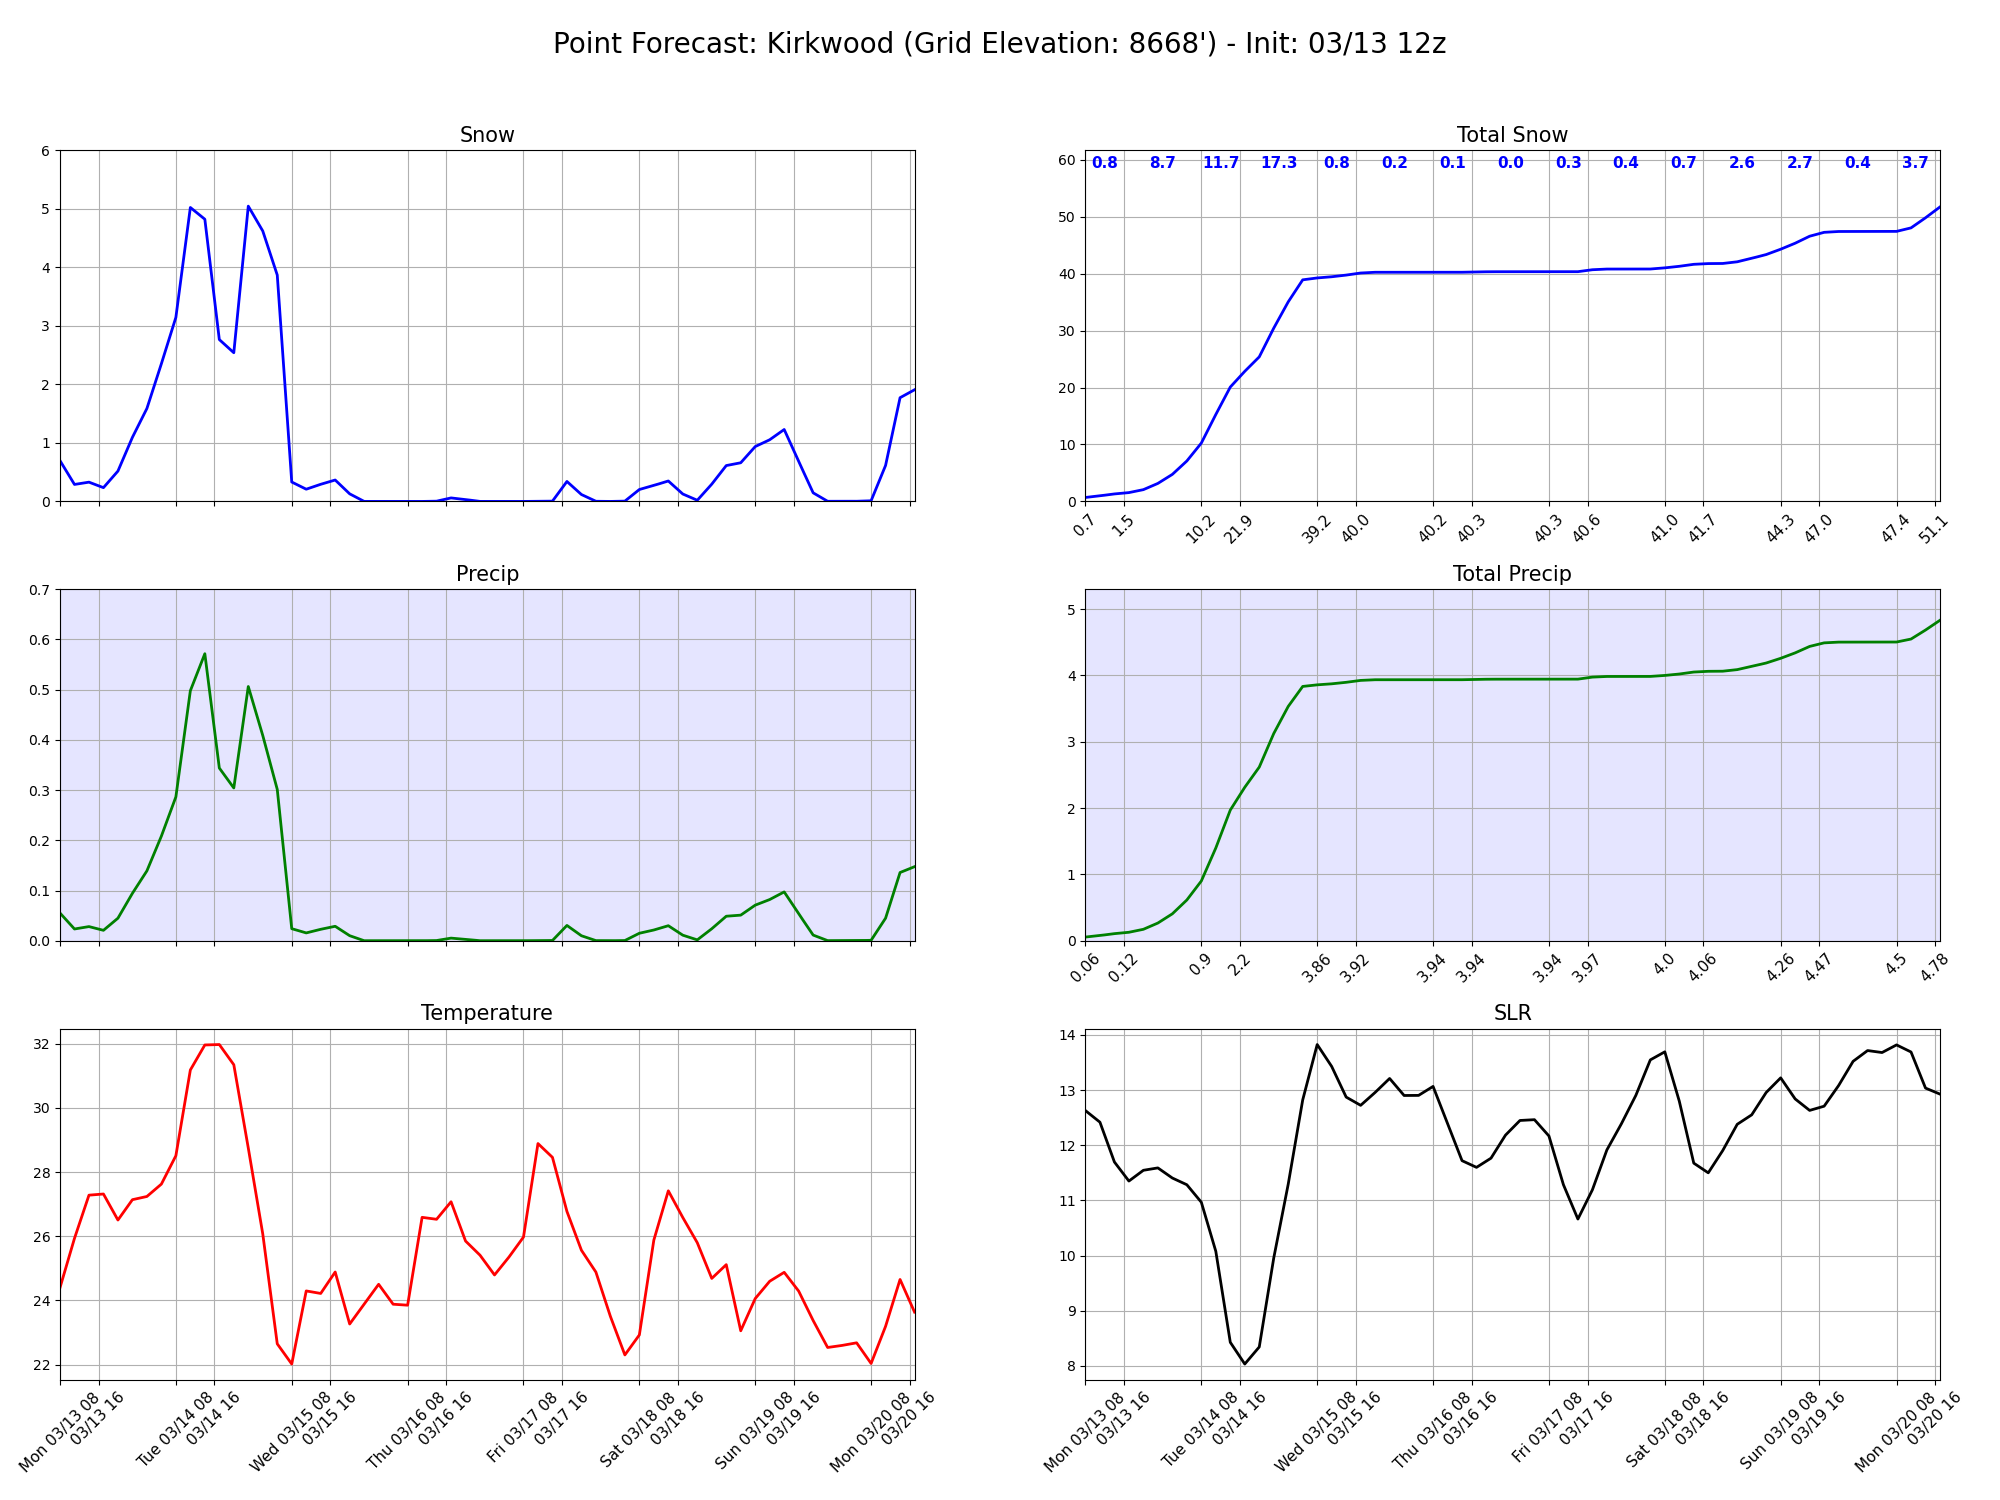 Point Forecast: Kirkwood (Grid Elevation: 8668') - Init: 03/13 12z
Snow
6
5
4
3
2
1
0
Total Snow
0.8 8.7 11.7 17.3 0.8 0.2 0.1 0.0 0.3 0.4 0.7 2.6 2.7 0.4 3.7
60
50
40
30
20
10
0
0.7 1.5 10.2 21.9 39.2 40.0 40.2 40.3 40.3 40.6 41.0 41.7 44.3 47.0 47.4 51.1
Precip
0.7
0.6
0.5
0.4
0.3
0.2
0.1
0.0
Total Precip
5
4
3
2
1
0
0.06 0.12 0.9 2.2 3.86 3.92 3.94 3.94 3.94 3.97 4.0 4.06 4.26 4.47 4.5 4.78
Temperature
32
30
28
26
24
22
Mon 03/13 08
03/13 16
Tue 03/14 08
03/14 16
Wed 03/15 08
03/15 16
Thu 03/16 08
03/16 16
Fri 03/17 08
03/17 16
Sat 03/18 08
03/18 16
Sun 03/19 08
03/19 16
Mon 03/20 08
03/20 16
SLR
14
13
12
11
10
9
8
Mon 03/13 08
03/13 16
Tue 03/14 08
03/14 16
Wed 03/15 08
03/15 16
Thu 03/16 08
03/16 16
Fri 03/17 08
03/17 16
Sat 03/18 08
03/18 16
Sun 03/19 08
03/19 16
Mon 03/20 08
03/20 16